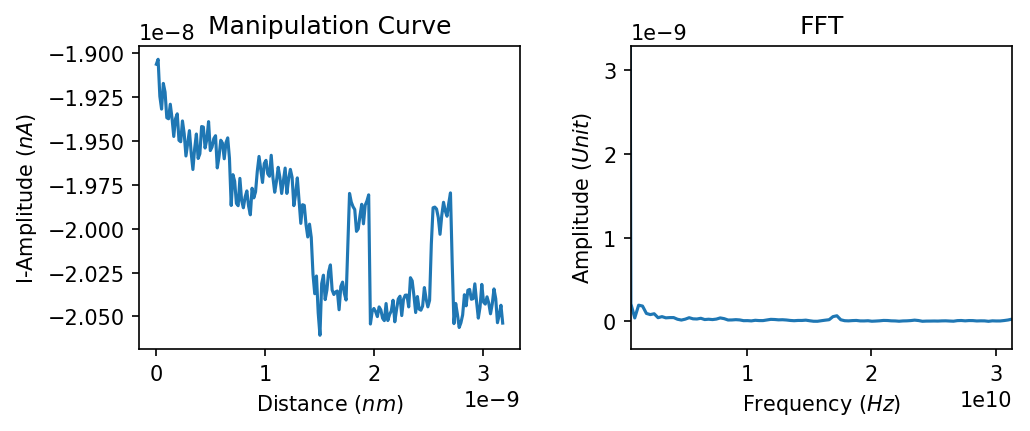 Manipulation Curve
1e−8
−1.900
−1.925
−1.950
−1.975
−2.000
−2.025
−2.050
I-Amplitude (nA)
0 1 2 3
1e−9
Distance (nm)
FFT
1e−9
3
2
1
0
Amplitude (Unit)
1 2 3
1e10
Frequency (Hz)